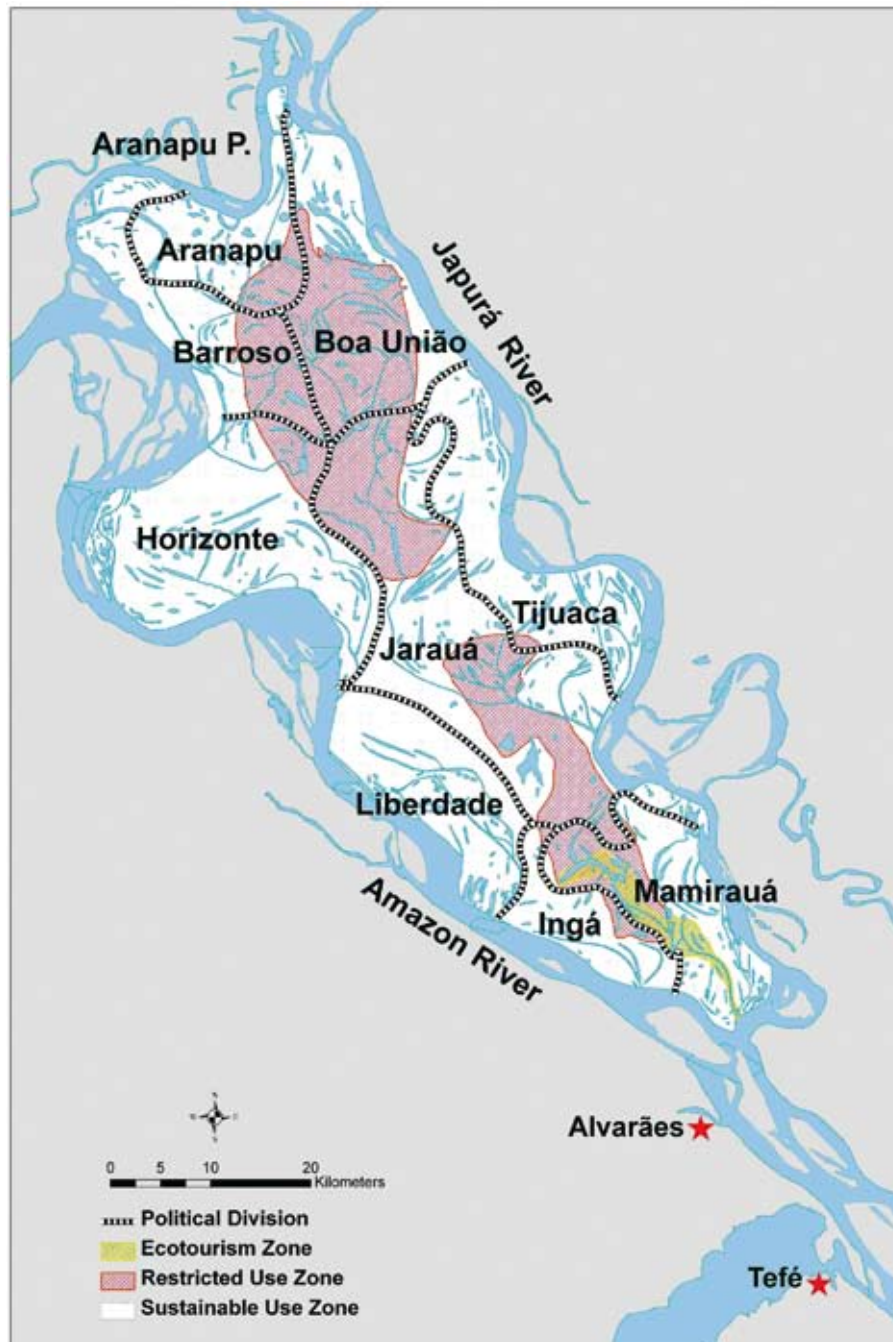 Aranapu P.
Aranapu
Japurá River
Barroso
Boa União
Horizonte
Tijuaca
Jarauá
Liberdade
Mamirauá
Ingá
Amazon River
Alvarães
0 5 10 20
Kilometers
Political Division
Ecotourism Zone
Restricted Use Zone
Sustainable Use Zone
Tefé